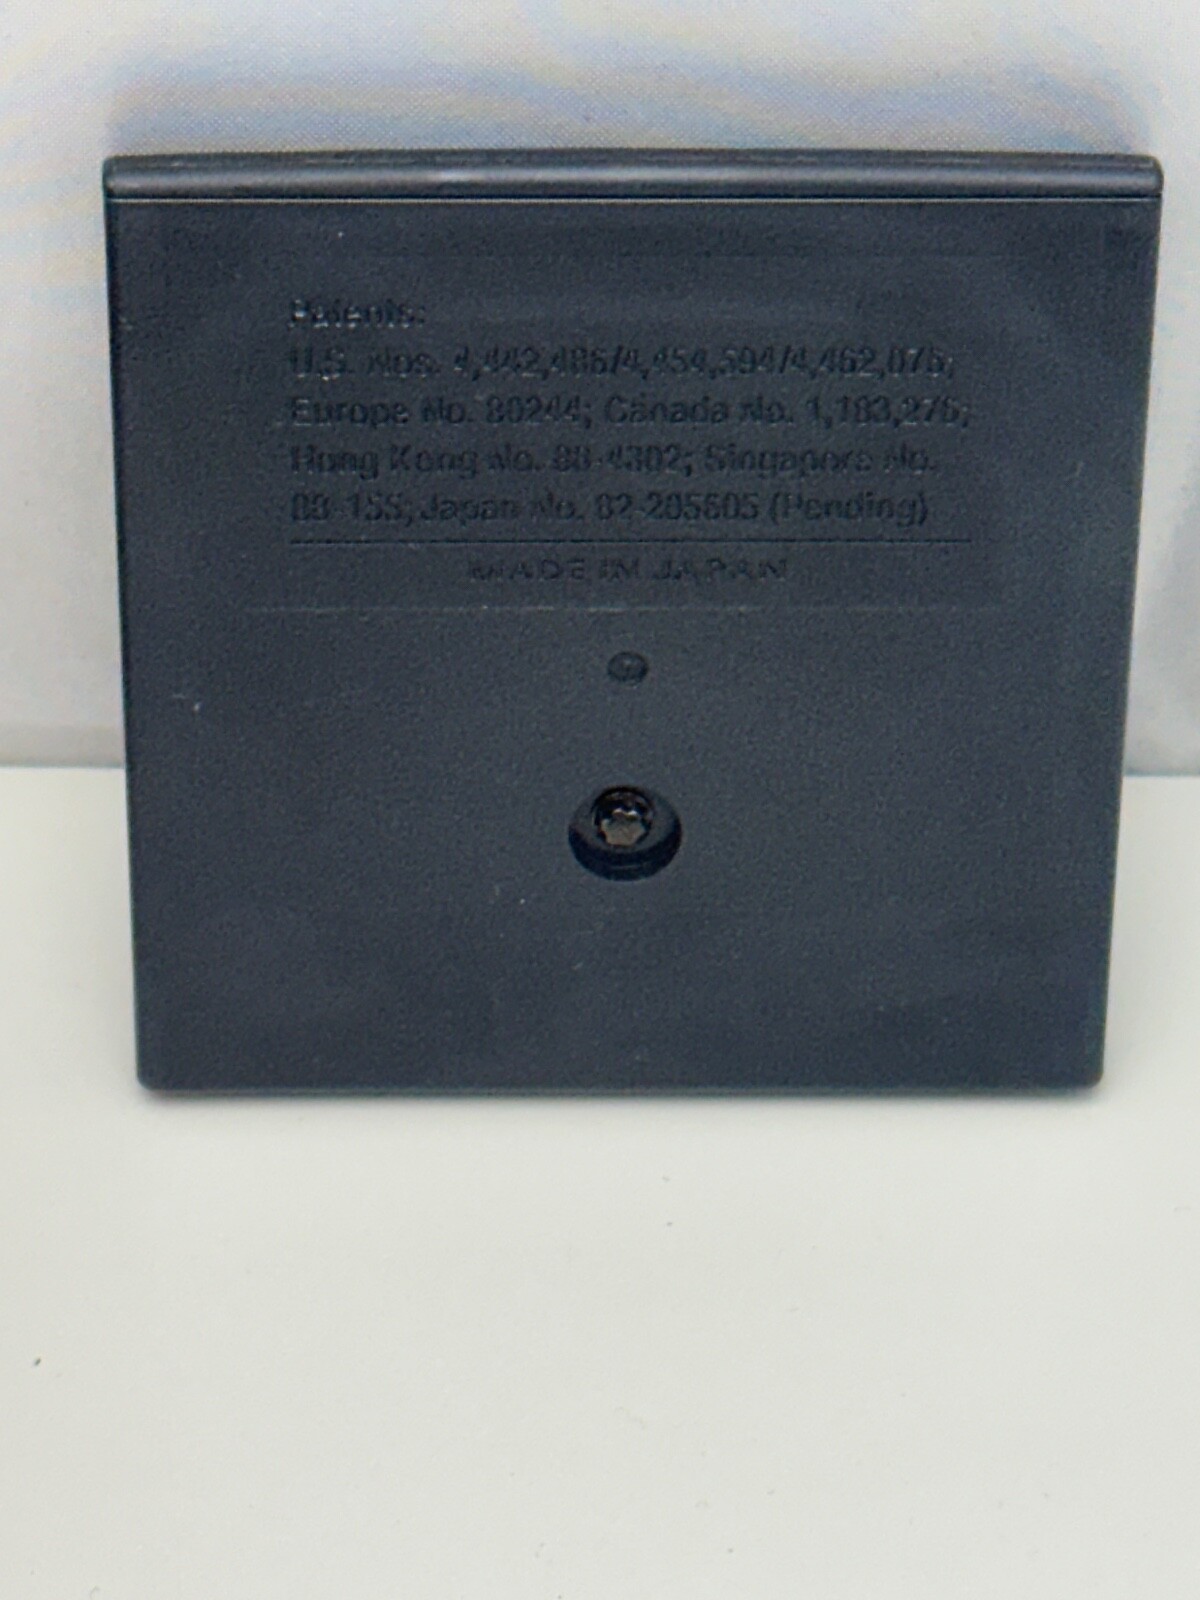 Patents:
U.S. Nos. 4,442,486/4,454,594/4,462,076;
Europe No. 80244; Canada No. 1,183,276;
Hong Kong No. 88-4302; Singapore No.
88-155; Japan No. 82-205605 (Pending)
MADE IN JAPAN